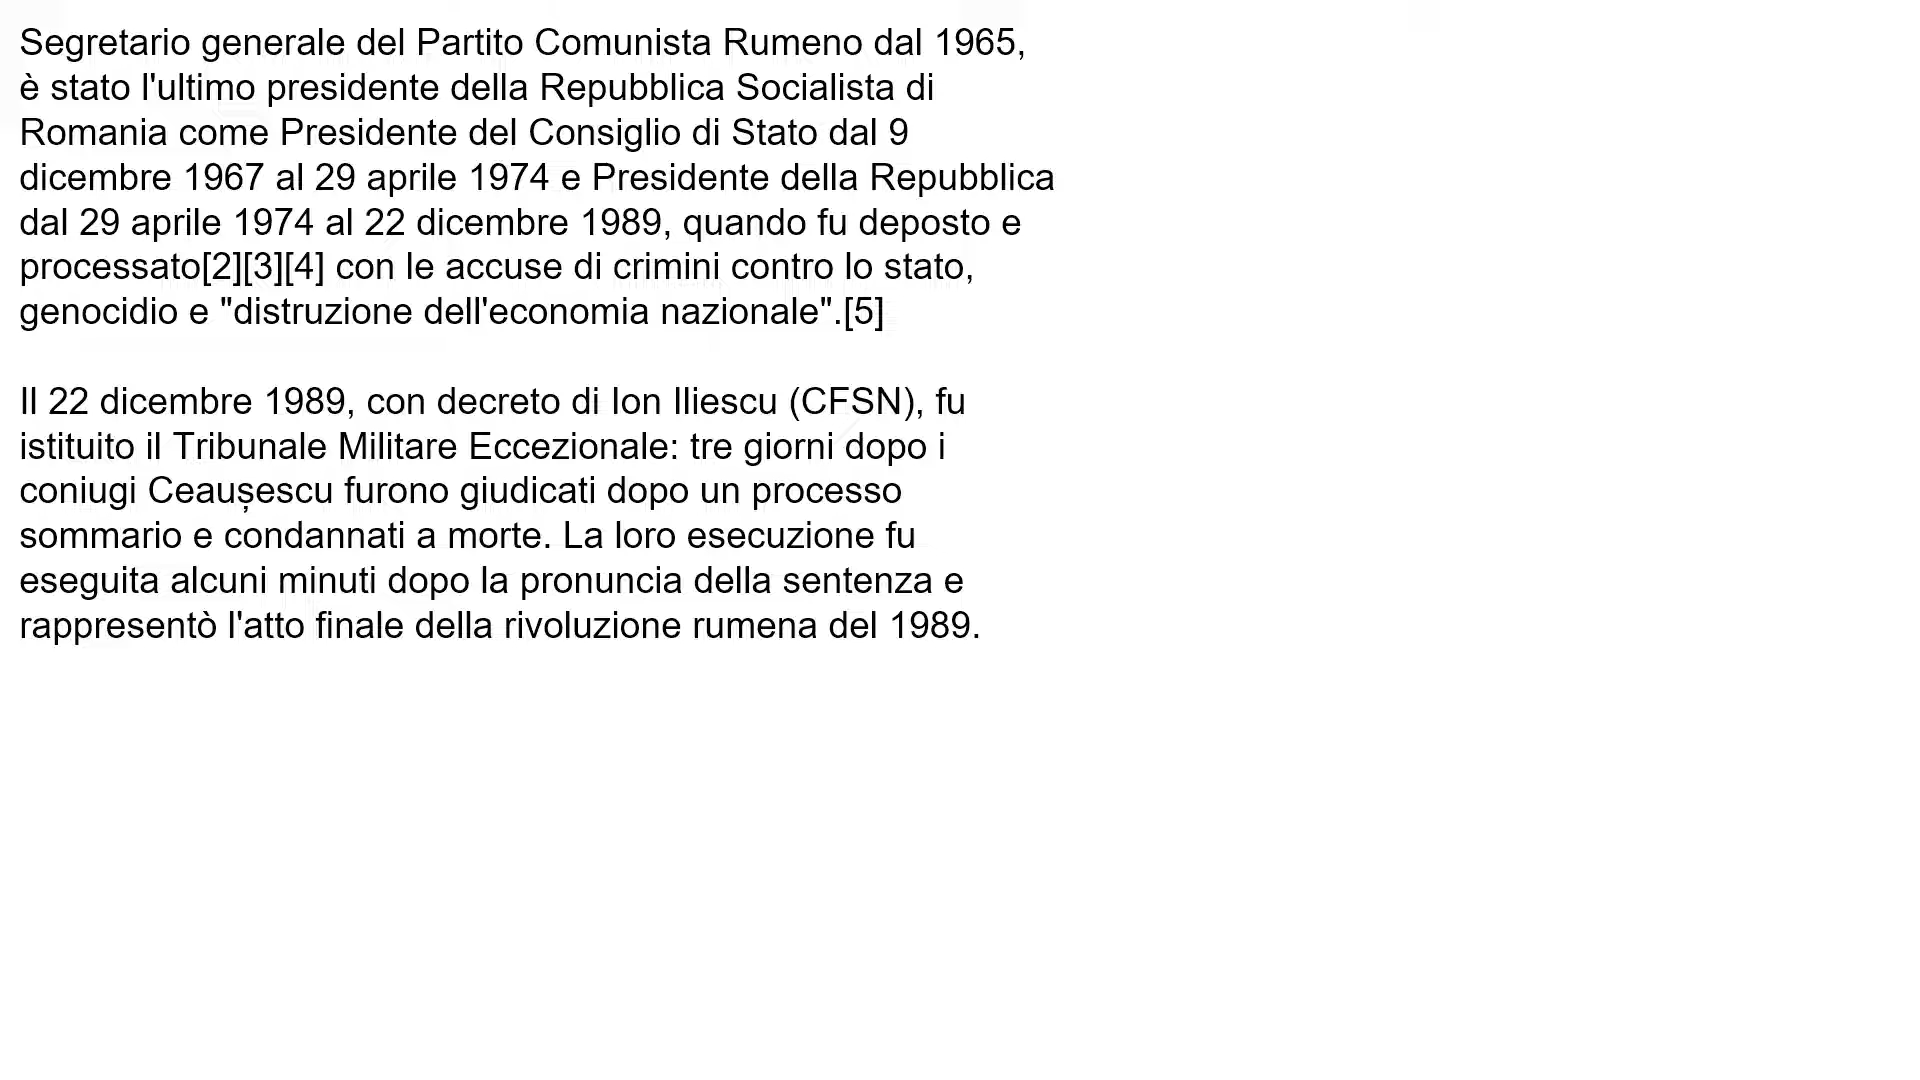 Segretario generale del Partito Comunista Rumeno dal 1965,
è stato l'ultimo presidente della Repubblica Socialista di
Romania come Presidente del Consiglio di Stato dal 9
dicembre 1967 al 29 aprile 1974 e Presidente della Repubblica
dal 29 aprile 1974 al 22 dicembre 1989, quando fu deposto e
processato[2][3][4] con le accuse di crimini contro lo stato,
genocidio e "distruzione dell'economia nazionale".[5]

Il 22 dicembre 1989, con decreto di Ion Iliescu (CFSN), fu
istituito il Tribunale Militare Eccezionale: tre giorni dopo i
coniugi Ceaușescu furono giudicati dopo un processo
sommario e condannati a morte. La loro esecuzione fu
eseguita alcuni minuti dopo la pronuncia della sentenza e
rappresentò l'atto finale della rivoluzione rumena del 1989.